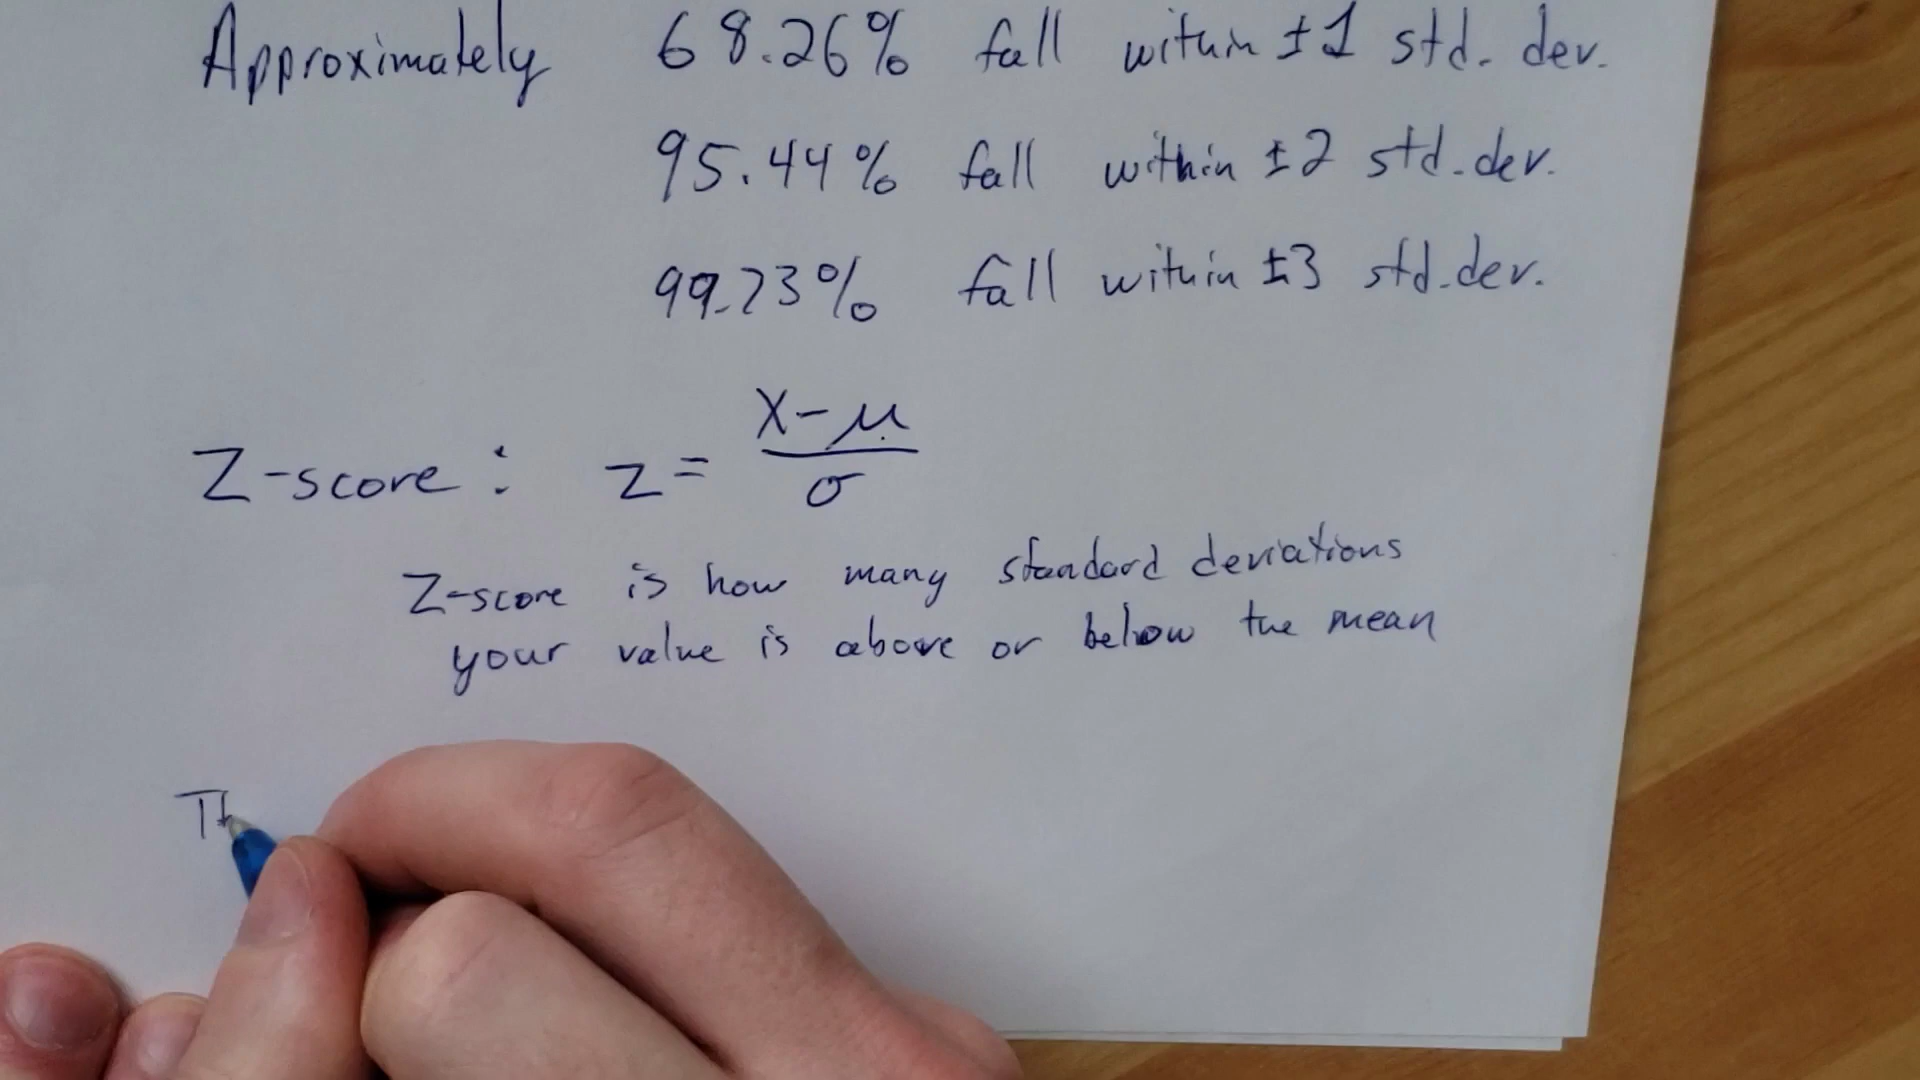 Approximately 68.26% fall within ±1 std. dev.
95.44% fall within ±2 std. dev.
99.73% fall within ±3 std. dev.
Z-score: z = (x-μ)/σ
Z-score is how many standard deviations
your value is above or below the mean
Th